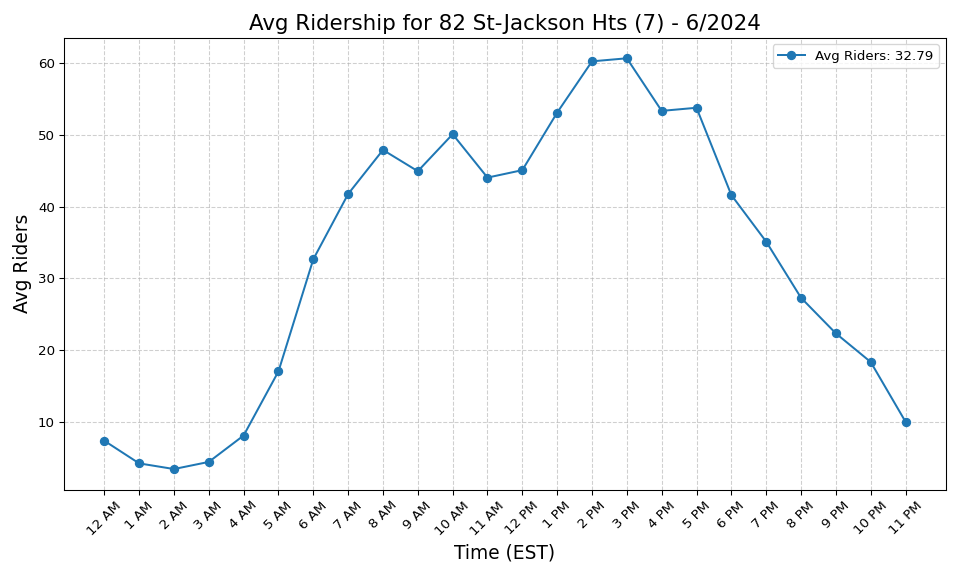 Avg Ridership for 82 St-Jackson Hts (7) - 6/2024
Avg Riders: 32.79
Avg Riders
60
50
40
30
20
10
12 AM
1 AM
2 AM
3 AM
4 AM
5 AM
6 AM
7 AM
8 AM
9 AM
10 AM
11 AM
12 PM
1 PM
2 PM
3 PM
4 PM
5 PM
6 PM
7 PM
8 PM
9 PM
10 PM
11 PM
Time (EST)